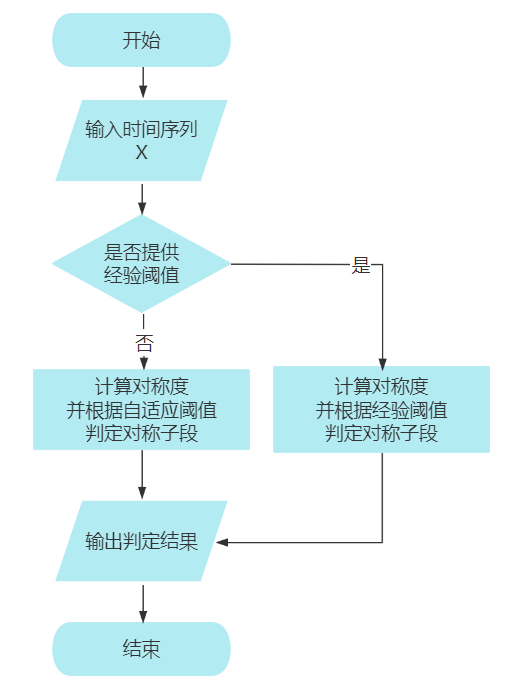 开始
输入时间序列
X
是否提供
经验阈值
是
否
计算对称度
并根据自适应阈值
判定对称子段
计算对称度
并根据经验阈值
判定对称子段
输出判定结果
结束